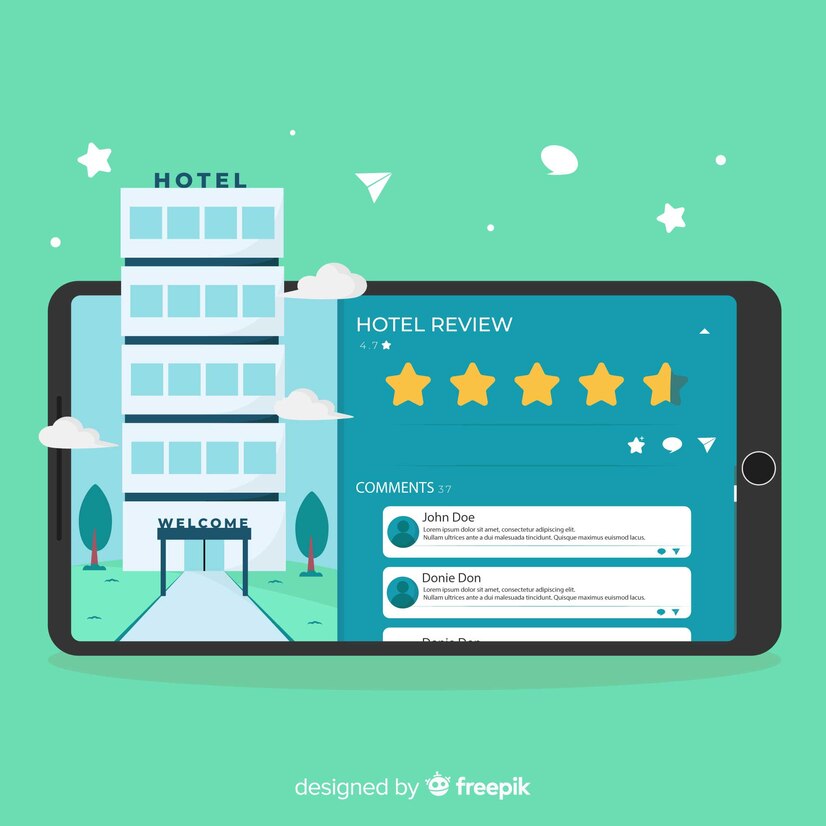 HOTEL
WELCOME
HOTEL REVIEW
4.7
COMMENTS 37
John Doe
Lorem ipsum dolor sit amet, consectetur adipiscing elit.
Nullam ultrices ante a dui malesuada tincidunt. Quisque maximus euismod lacus.
Donie Don
Lorem ipsum dolor sit amet, consectetur adipiscing elit.
Nullam ultrices ante a dui malesuada tincidunt. Quisque maximus euismod lacus.
designed by freepik